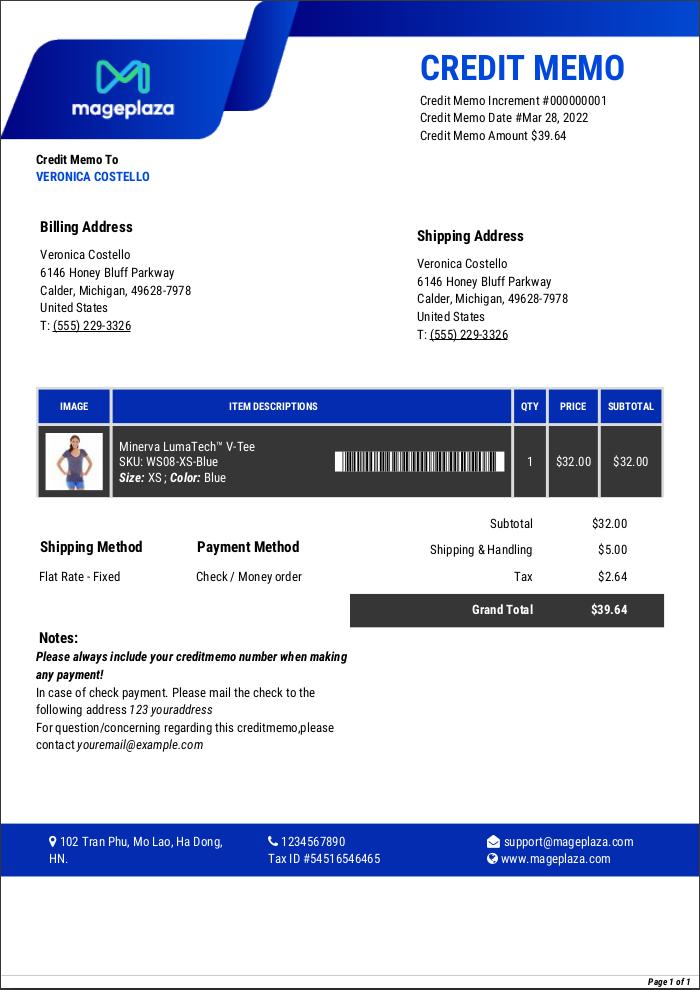 mageplaza
CREDIT MEMO
Credit Memo Increment #000000001
Credit Memo Date #Mar 28, 2022
Credit Memo Amount $39.64
Credit Memo To
VERONICA COSTELLO
Billing Address
Veronica Costello
6146 Honey Bluff Parkway
Calder, Michigan, 49628-7978
United States
T: (555) 229-3326
Shipping Address
Veronica Costello
6146 Honey Bluff Parkway
Calder, Michigan, 49628-7978
United States
T: (555) 229-3326
IMAGE ITEM DESCRIPTIONS QTY PRICE SUBTOTAL
Minerva LumaTech™ V-Tee
SKU: WS08-XS-Blue
Size: XS ; Color: Blue
1 $32.00 $32.00
Subtotal $32.00
Shipping & Handling $5.00
Tax $2.64
Grand Total $39.64
Shipping Method
Flat Rate - Fixed
Payment Method
Check / Money order
Notes:
Please always include your creditmemo number when making
any payment!
In case of check payment. Please mail the check to the
following address 123 youraddress
For question/concerning regarding this creditmemo,please
contact youremail@example.com
102 Tran Phu, Mo Lao, Ha Dong,
HN.
1234567890
Tax ID #54516546465
support@mageplaza.com
www.mageplaza.com
Page 1 of 1